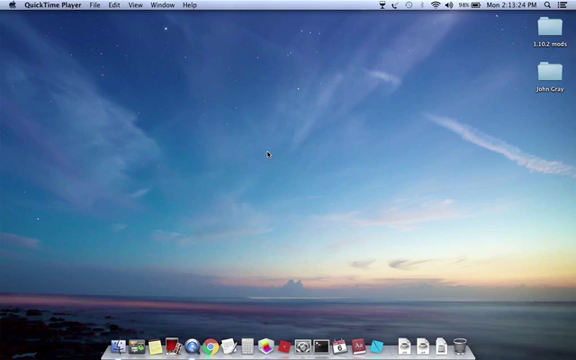 QuickTime Player File Edit View Window Help 98% Mon 2:13:24 PM
1.10.2 mods
John Gray